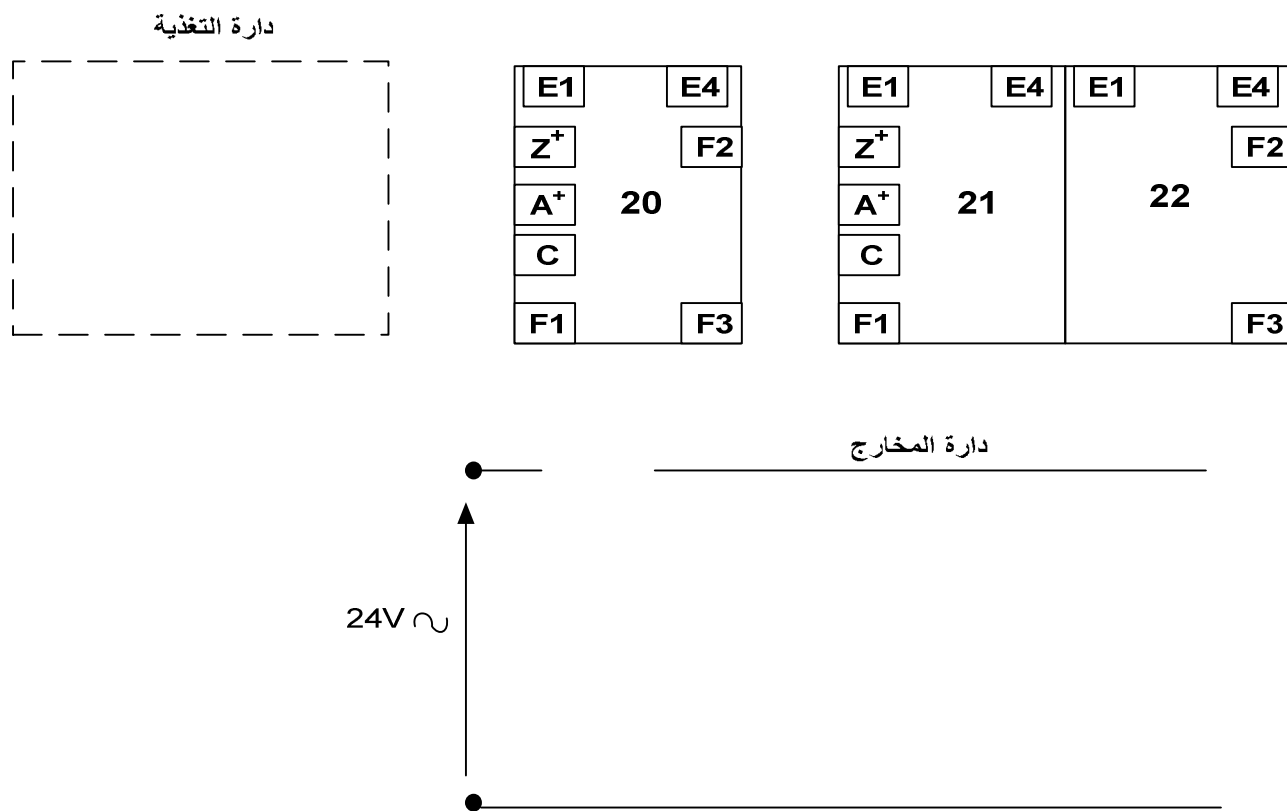 دارة التغذية
E1 E4 E1 E4 E1 E4
Z+ F2 Z+ F2
A+ 20 A+ 21 22
C C
F1 F3 F1 F3
دارة المخارج
24V ~